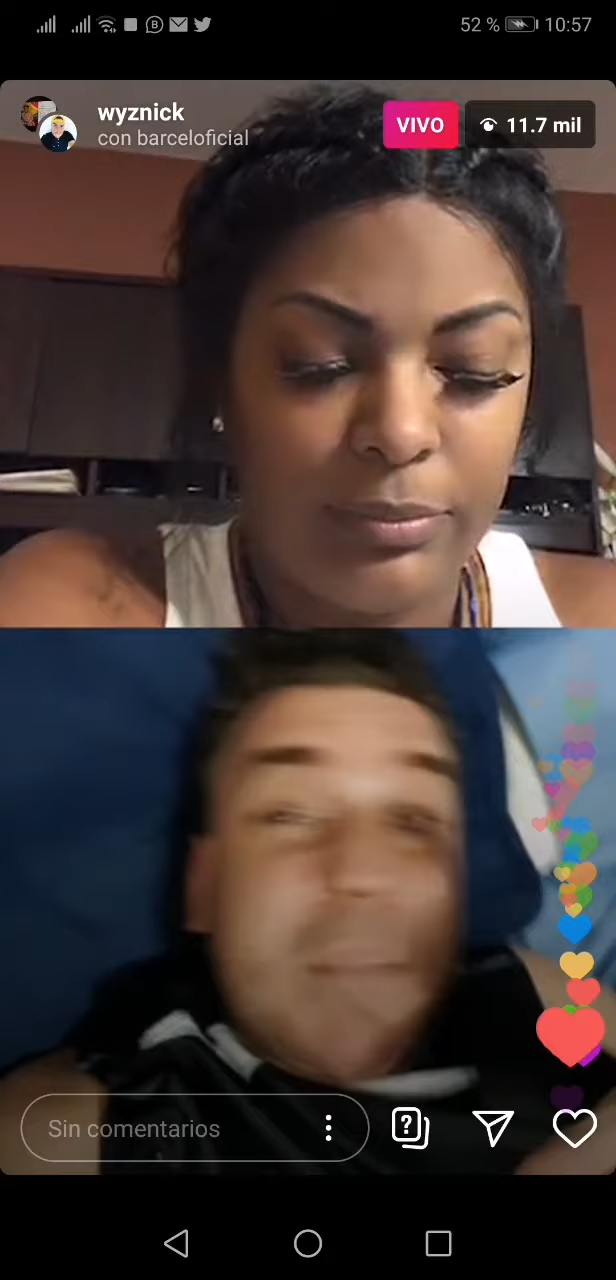 52 % 10:57
wyznick
con barceloficial
VIVO
11.7 mil
Sin comentarios